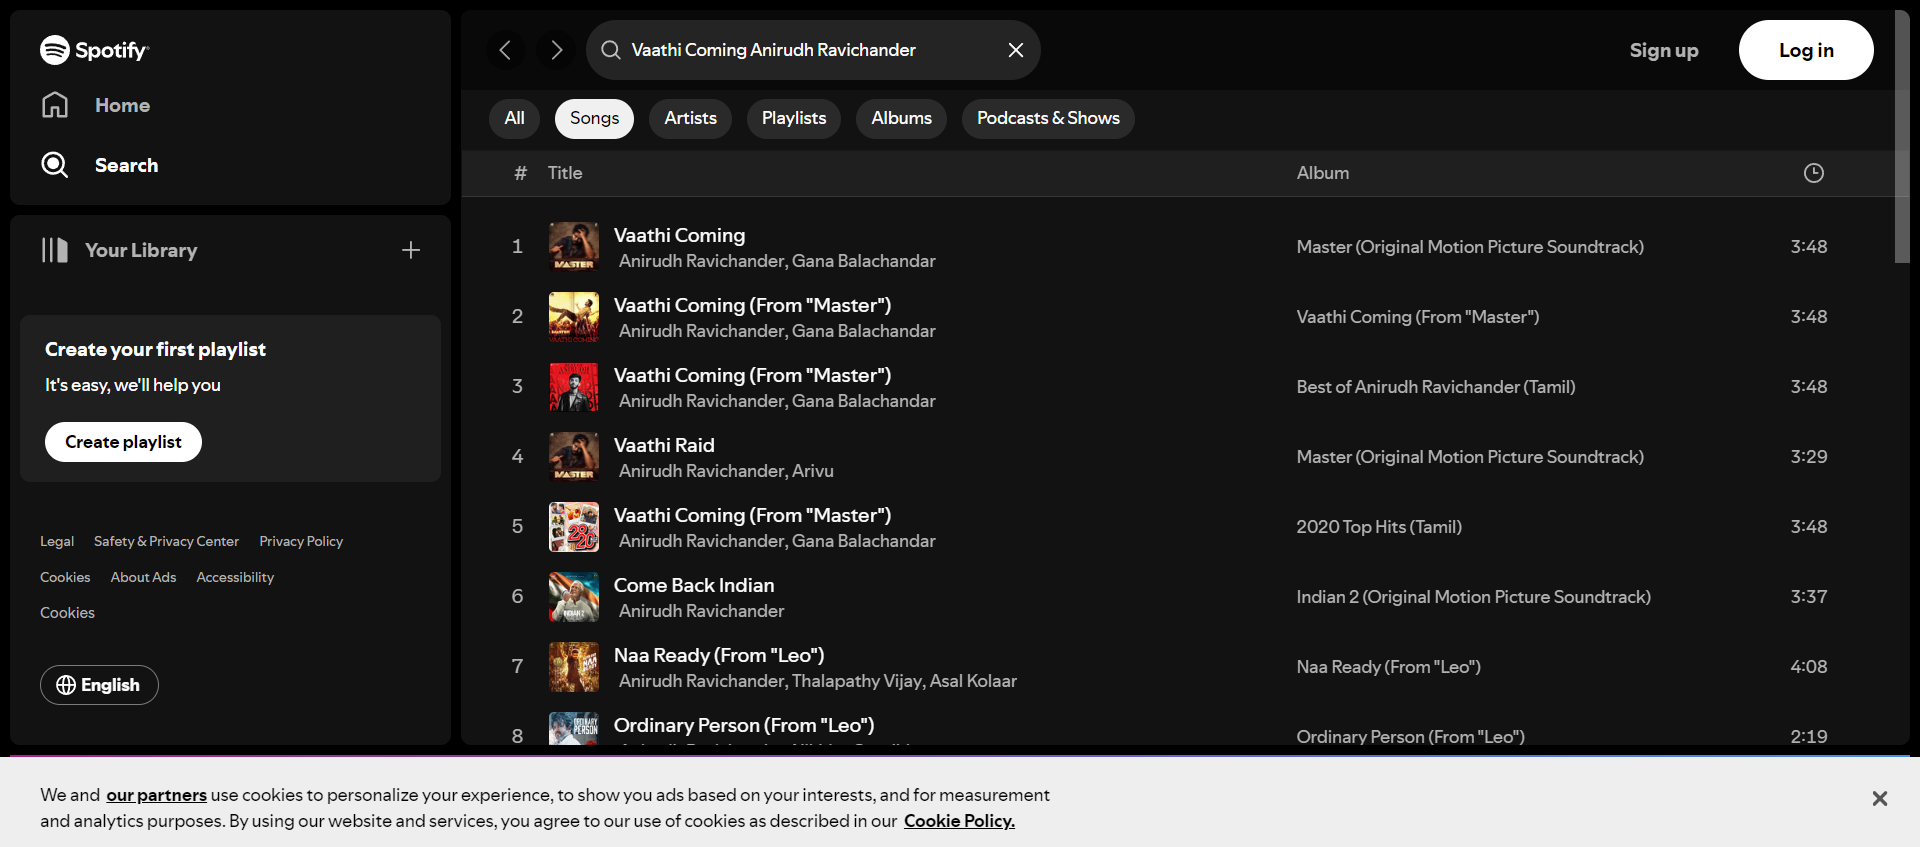 Spotify
Home
Search
Your Library
Create your first playlist
It's easy, we'll help you
Create playlist
Legal Safety & Privacy Center Privacy Policy
Cookies About Ads Accessibility
Cookies
English
Vaathi Coming Anirudh Ravichander
Sign up Log in
All Songs Artists Playlists Albums Podcasts & Shows
# Title Album
1 Vaathi Coming
Anirudh Ravichander, Gana Balachandar
Master (Original Motion Picture Soundtrack) 3:48
2 Vaathi Coming (From "Master")
Anirudh Ravichander, Gana Balachandar
Vaathi Coming (From "Master") 3:48
3 Vaathi Coming (From "Master")
Anirudh Ravichander, Gana Balachandar
Best of Anirudh Ravichander (Tamil) 3:48
4 Vaathi Raid
Anirudh Ravichander, Arivu
Master (Original Motion Picture Soundtrack) 3:29
5 Vaathi Coming (From "Master")
Anirudh Ravichander, Gana Balachandar
2020 Top Hits (Tamil) 3:48
6 Come Back Indian
Anirudh Ravichander
Indian 2 (Original Motion Picture Soundtrack) 3:37
7 Naa Ready (From "Leo")
Anirudh Ravichander, Thalapathy Vijay, Asal Kolaar
Naa Ready (From "Leo") 4:08
8 Ordinary Person (From "Leo")
Ordinary Person (From "Leo") 2:19
We and our partners use cookies to personalize your experience, to show you ads based on your interests, and for measurement
and analytics purposes. By using our website and services, you agree to our use of cookies as described in our Cookie Policy.